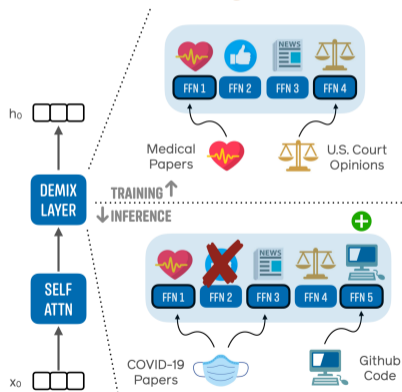 NEWS
FFN 1 FFN 2 FFN 3 FFN 4
h₀
Medical
Papers
U.S. Court
Opinions
DEMIX
LAYER
TRAINING
INFERENCE
NEWS
SELF
ATTN
FFN 1 FFN 2 FFN 3 FFN 4 FFN 5
COVID-19
Papers
Github
Code
x₀